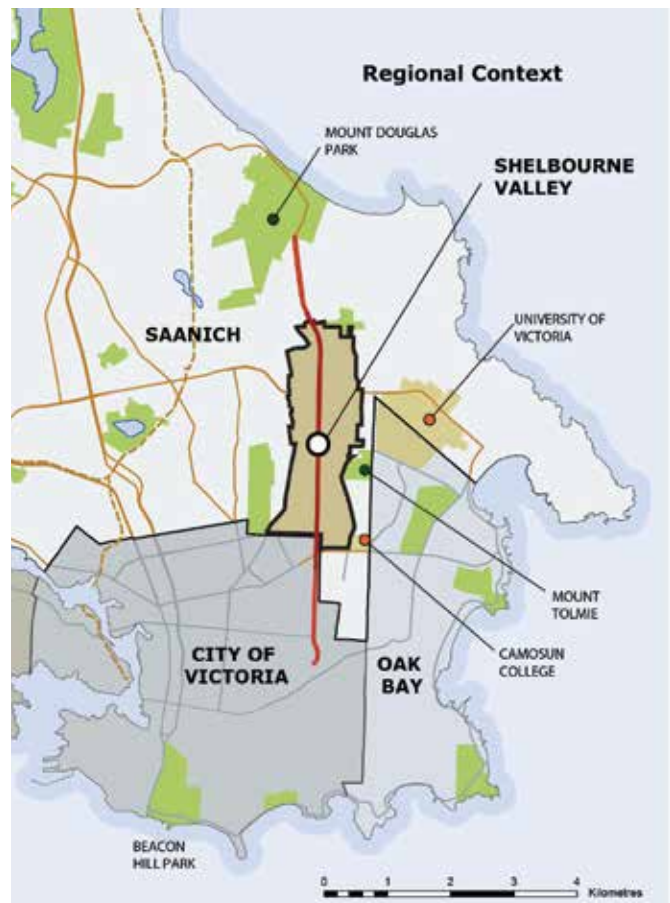 Regional Context
MOUNT DOUGLAS
PARK
SHELBOURNE
VALLEY
UNIVERSITY OF
VICTORIA
SAANICH
MOUNT
TOLMIE
CITY OF
VICTORIA
OAK
BAY
CAMOSUN
COLLEGE
BEACON
HILL PARK
0 1 2 3 4
Kilometres